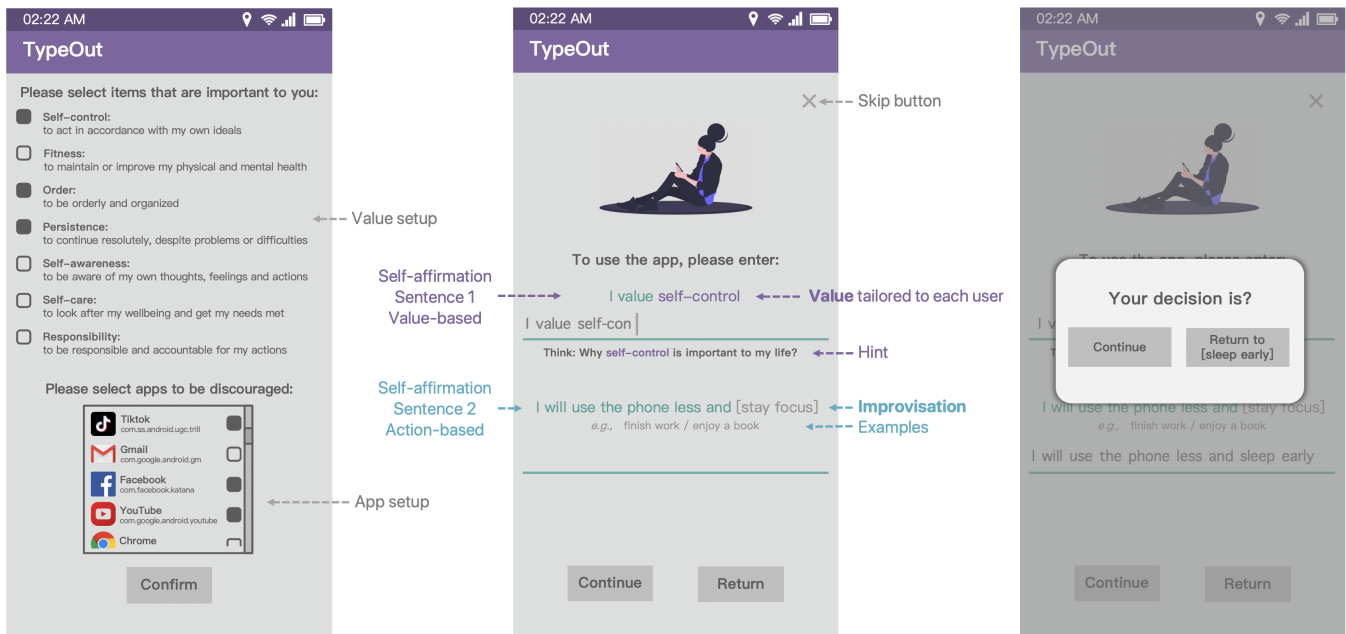 02:22 AM
TypeOut
Please select items that are important to you:
Self-control:
to act in accordance with my own ideals
Fitness:
to maintain or improve my physical and mental health
Order:
to be orderly and organized
Persistence:
to continue resolutely, despite problems or difficulties
Self-awareness:
to be aware of my own thoughts, feelings and actions
Self-care:
to look after my wellbeing and get my needs met
Responsibility:
to be responsible and accountable for my actions
Please select apps to be discouraged:
Tiktok
com.ss.android.ugc.trill
Gmail
com.google.android.gm
Facebook
com.facebook.katana
YouTube
com.google.android.youtube
Chrome
Confirm
Value setup
App setup
02:22 AM
TypeOut
Skip button
To use the app, please enter:
Self-affirmation
Sentence 1
Value-based
I value self-control
Value tailored to each user
I value self-con
Think: Why self-control is important to my life?
Hint
Self-affirmation
Sentence 2
Action-based
I will use the phone less and [stay focus]
Improvisation
e.g., finish work / enjoy a book
Examples
Continue
Return
02:22 AM
TypeOut
To use the app, please enter:
I v
T
Your decision is?
Continue
Return to
[sleep early]
I will use the phone less and [stay focus]
e.g., finish work / enjoy a book
I will use the phone less and sleep early
Continue
Return